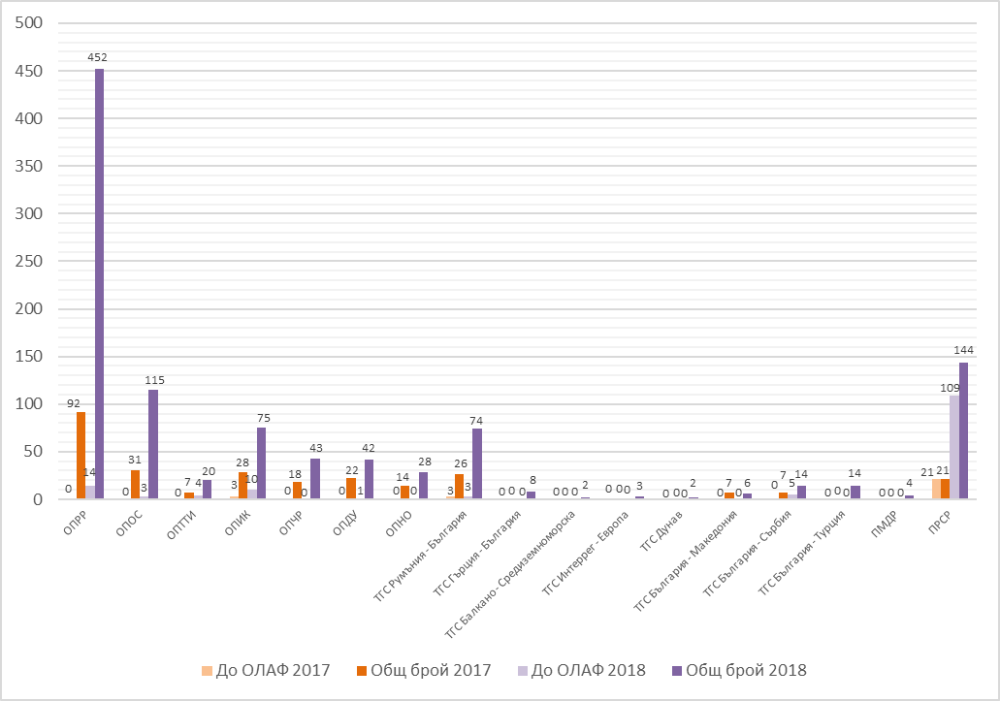 500
450
400
350
300
250
200
150
100
50
0
0 92 14 452
0 31 3 115
0 7 4 20
3 28 10 75
0 18 0 43
0 22 1 42
0 14 0 28
3 26 3 74
0 0 0 8
0 0 0 2
0 0 0 3
0 0 0 2
0 7 0 6
0 7 5 14
0 0 0 14
0 0 0 4
21 21 109 144
ОПРР
ОПОС
ОПТТИ
ОПИК
ОПЧР
ОПДУ
ОПНО
ТГС Румъния - България
ТГС Гърция - България
ТГС Балкано - Средиземноморска
ТГС Интеррег - Европа
ТГС Дунав
ТГС България - Македония
ТГС България - Сърбия
ТГС България - Турция
ПМДР
ПРСР
До ОЛАФ 2017 Общ брой 2017 До ОЛАФ 2018 Общ брой 2018